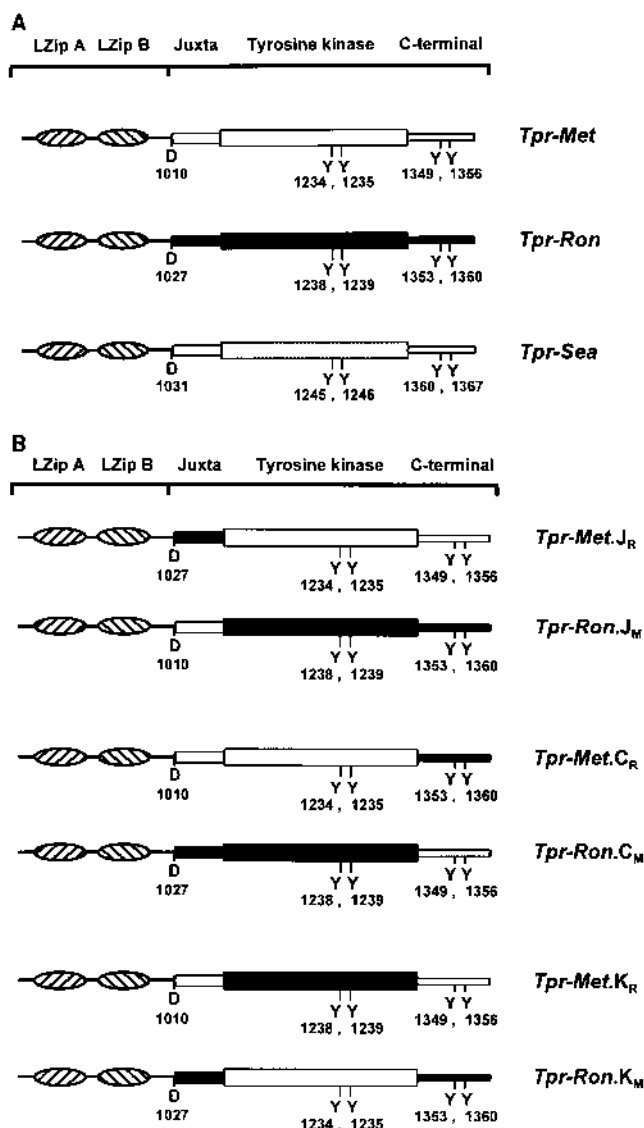 A
LZip A LZip B Juxta Tyrosine kinase C-terminal
Tpr-Met
D Y Y Y Y
1010 1234 , 1235 1349 , 1356
Tpr-Ron
D Y Y Y Y
1027 1238 , 1239 1353 , 1360
Tpr-Sea
D Y Y Y Y
1031 1245 , 1246 1360 , 1367
B
LZip A LZip B Juxta Tyrosine kinase C-terminal
Tpr-Met.JR
D Y Y Y Y
1027 1234 , 1235 1349 , 1356
Tpr-Ron.JM
D Y Y Y Y
1010 1238 , 1239 1353 , 1360
Tpr-Met.CR
D Y Y Y Y
1010 1234 , 1235 1353 , 1360
Tpr-Ron.CM
D Y Y Y Y
1027 1238 , 1239 1349 , 1356
Tpr-Met.KR
D Y Y Y Y
1010 1238 , 1239 1349 , 1356
Tpr-Ron.KM
D Y Y Y Y
1027 1234 , 1235 1353 , 1360